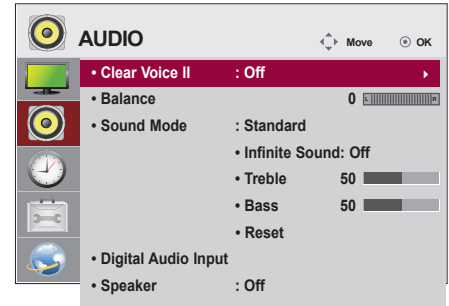 AUDIO Move OK
• Clear Voice II : Off
• Balance 0 L R
• Sound Mode : Standard
• Infinite Sound: Off
• Treble 50
• Bass 50
• Reset
• Digital Audio Input
• Speaker : Off